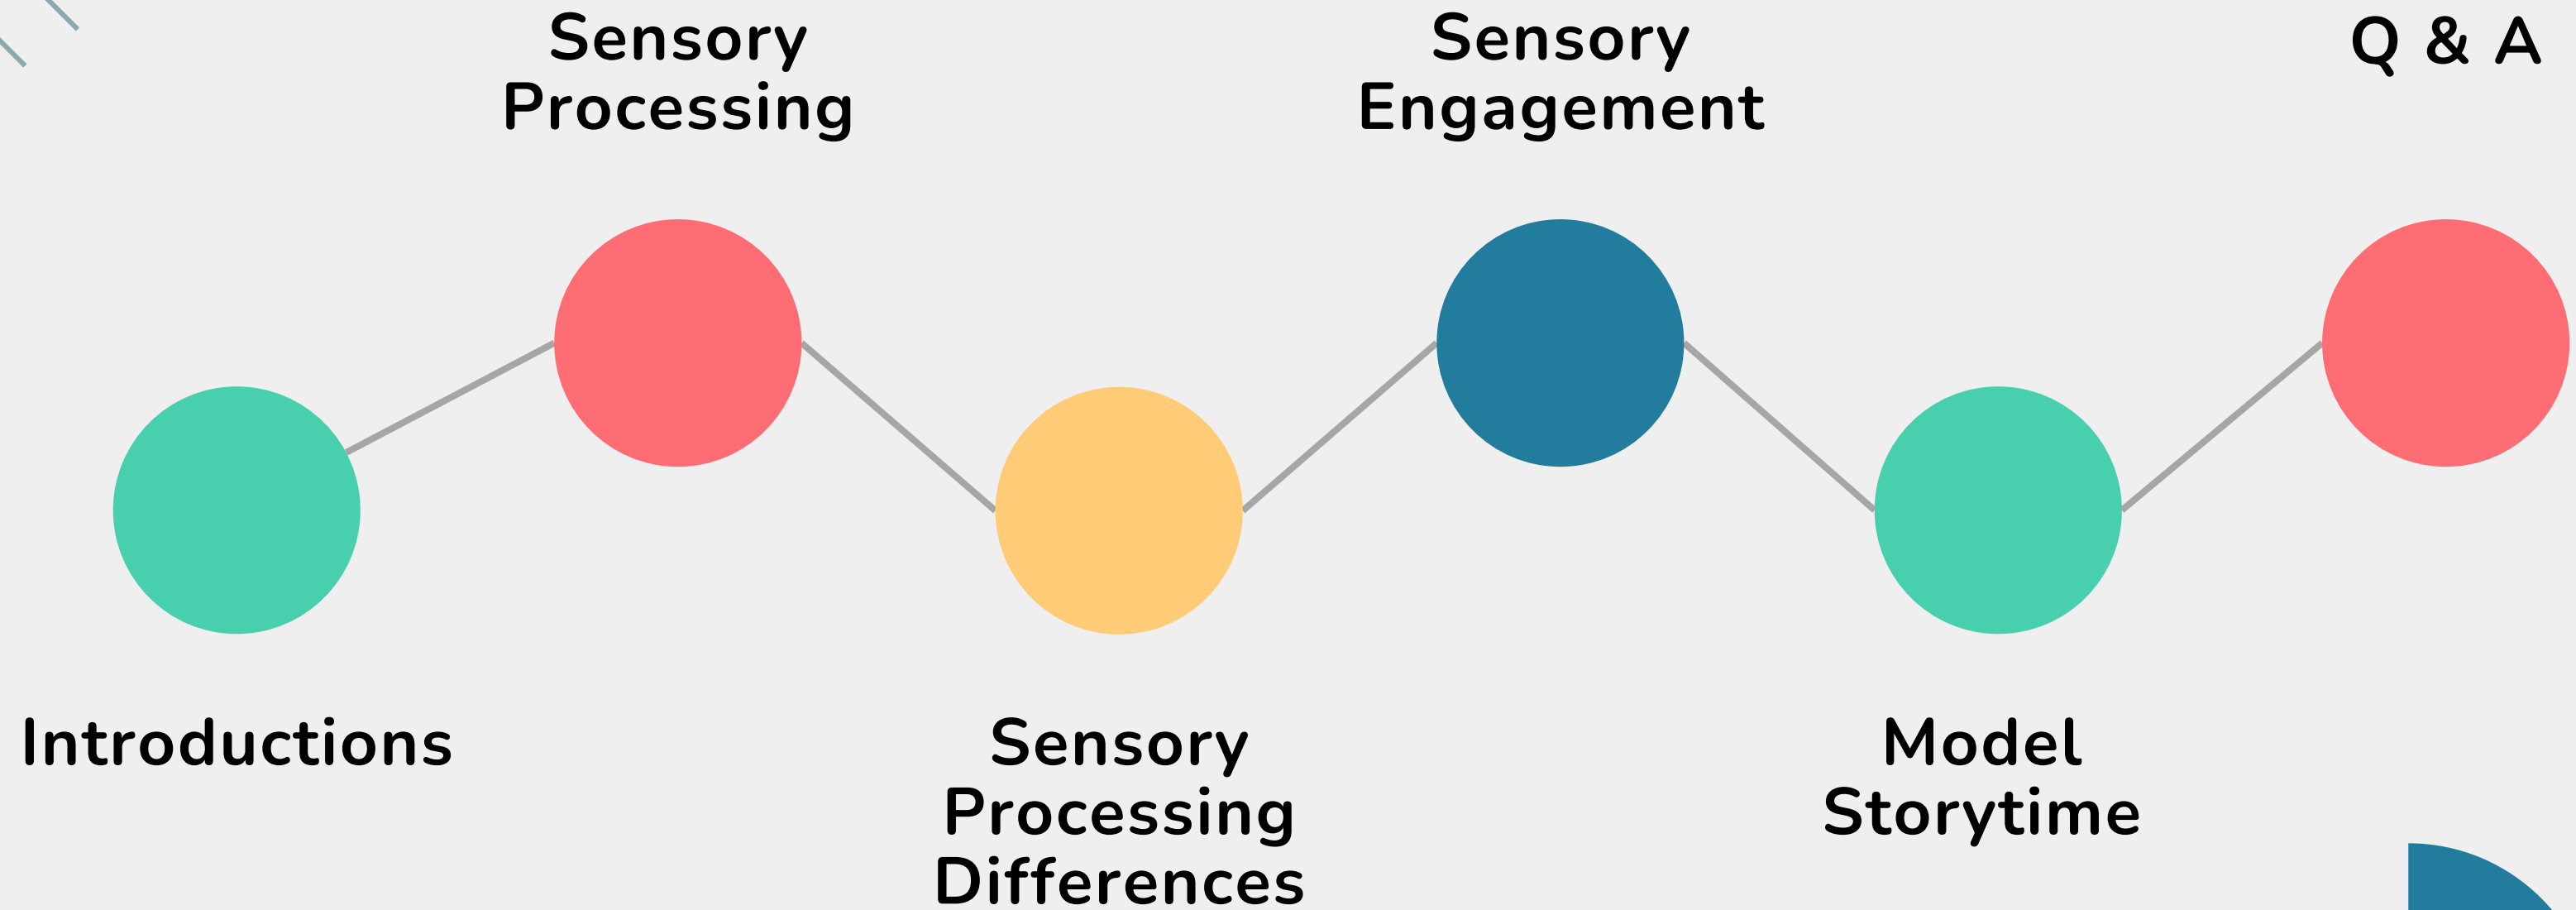 Introductions
Sensory
Processing
Sensory
Processing
Differences
Sensory
Engagement
Model
Storytime
Q & A